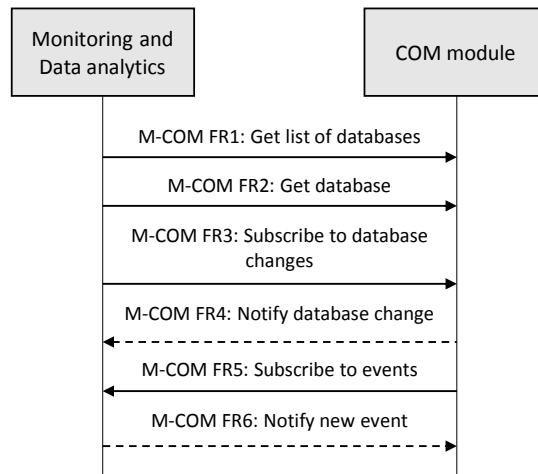 Monitoring and
Data analytics
COM module
M-COM FR1: Get list of databases
M-COM FR2: Get database
M-COM FR3: Subscribe to database
changes
M-COM FR4: Notify database change
M-COM FR5: Subscribe to events
M-COM FR6: Notify new event